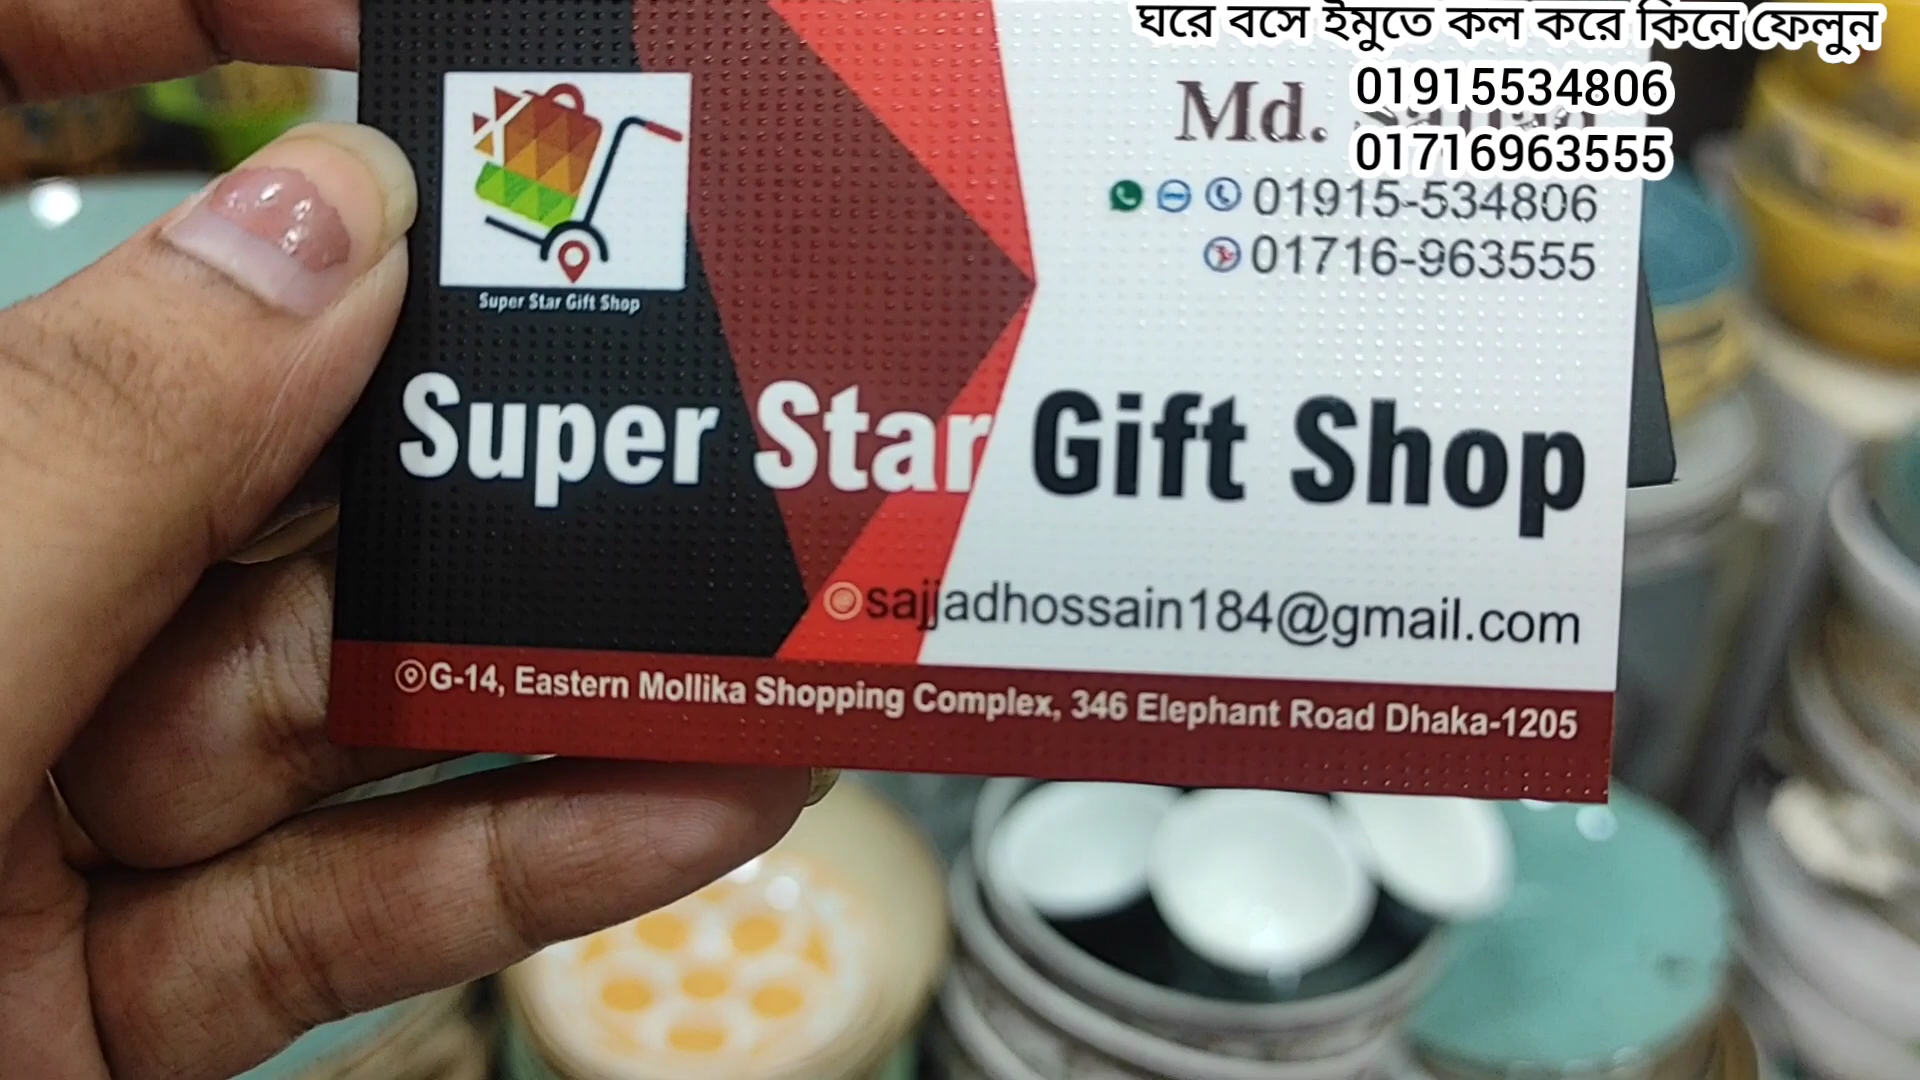 ঘরে বসে ইমুতে কল করে কিনে ফেলুন
01915534806
01716963555
Md.
01915-534806
01716-963555
Super Star Gift Shop
Super Star Gift Shop
sajjadhossain184@gmail.com
G-14, Eastern Mollika Shopping Complex, 346 Elephant Road Dhaka-1205